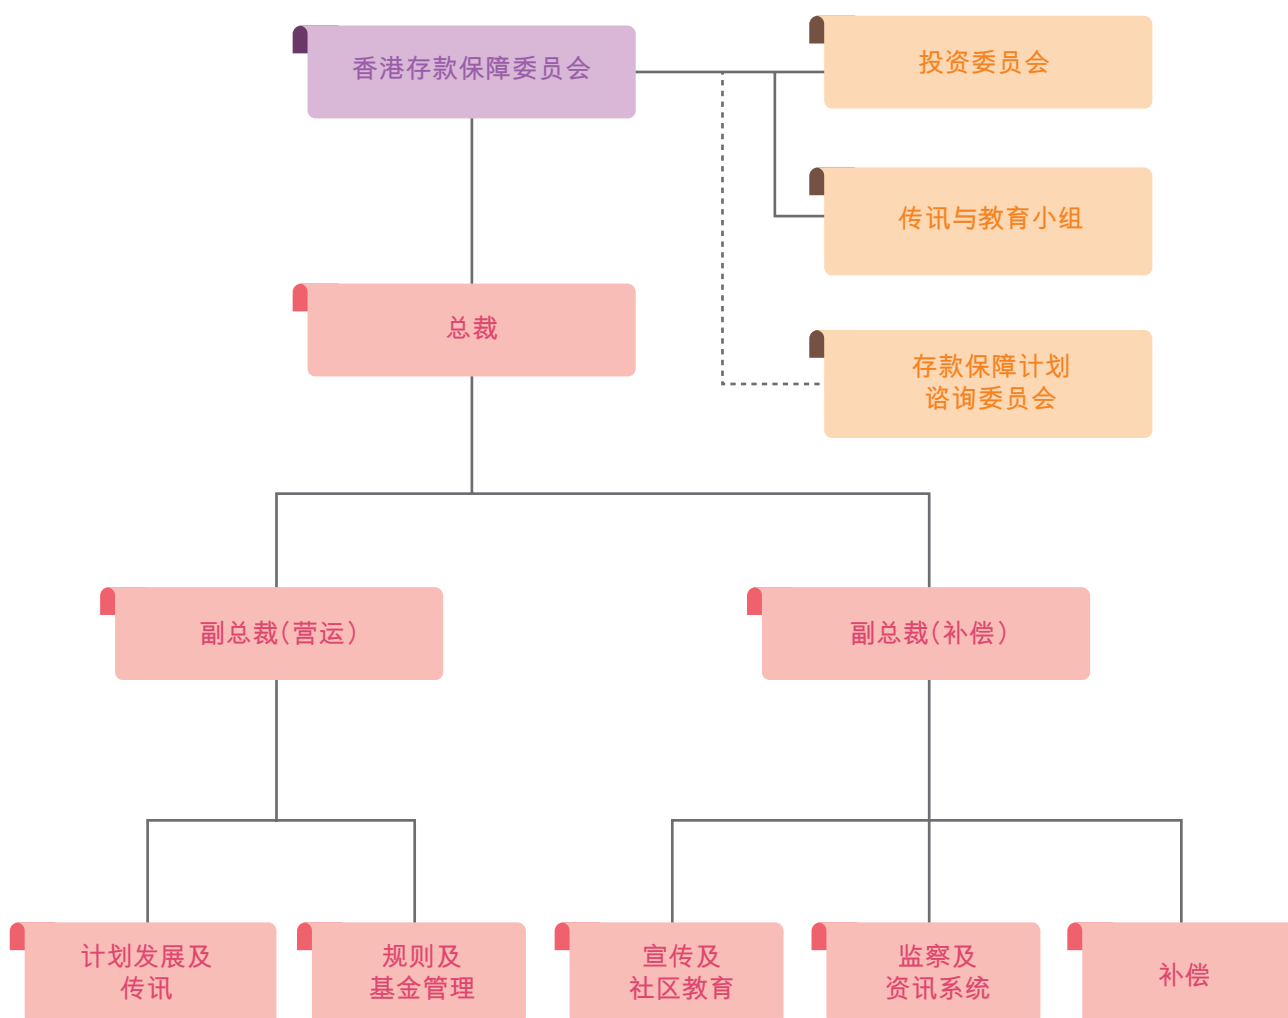 香港存款保障委员会
投资委员会
传讯与教育小组
总裁
存款保障计划
谘询委员会
副总裁(营运)
副总裁(补偿)
计划发展及
传讯
规则及
基金管理
宣传及
社区教育
监察及
资讯系统
补偿